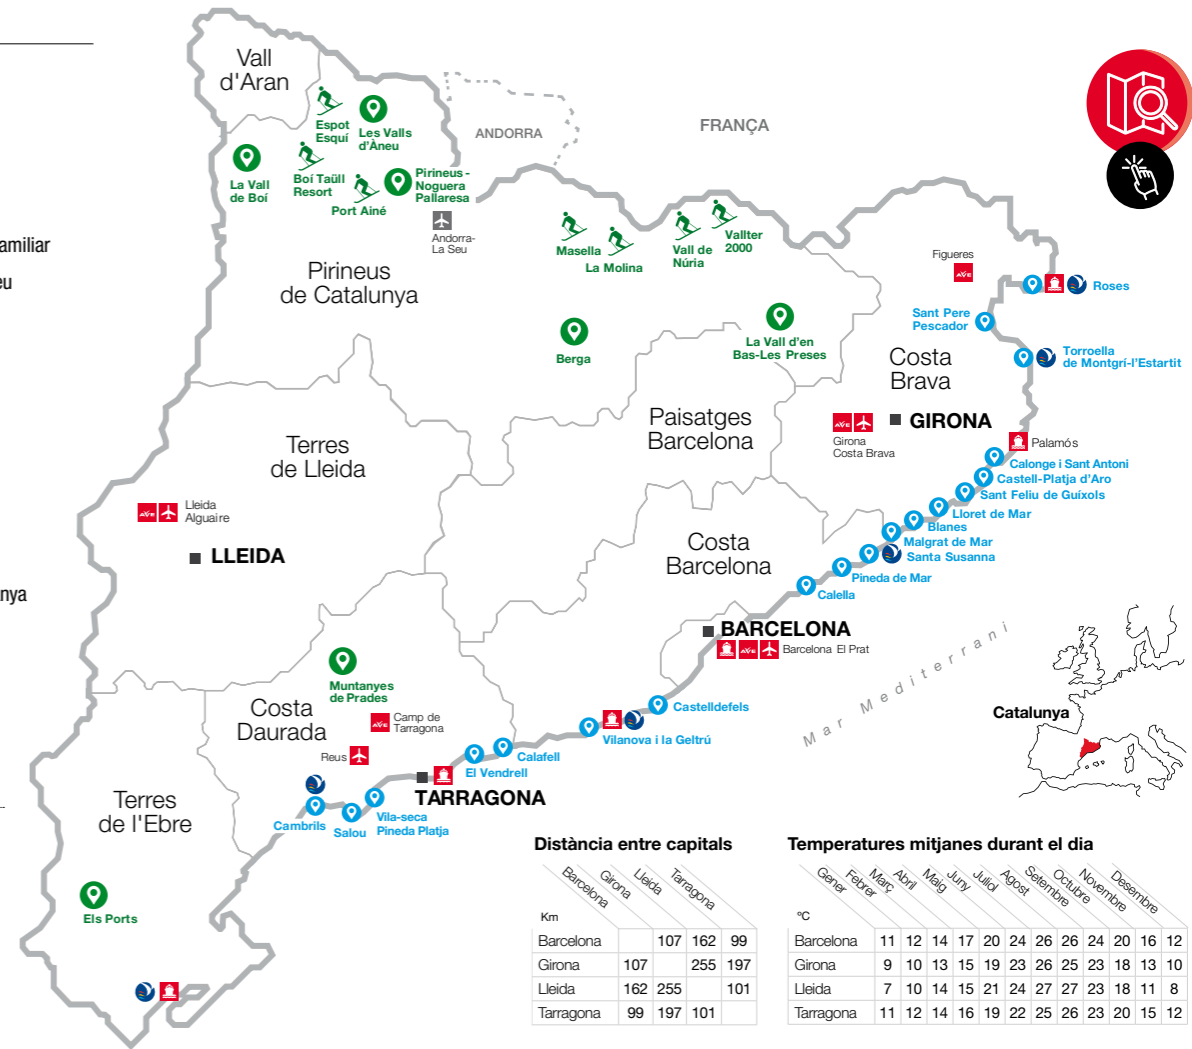 Vall
d'Aran
Espot
Esquí
Les Valls
d'Àneu
ANDORRA
FRANÇA
La Vall
de Boí
Boí Taüll
Resort
Port Ainé
Pirineus -
Noguera
Pallaresa
Andorra-
La Seu
Masella
La Molina
Vall de
Núria
Vallter
2000
amiliar
eu
Pirineus
de Catalunya
Figueres
AVE
Roses
Sant Pere
Pescador
Berga
La Vall d'en
Bas-Les Preses
Torroella
de Montgrí-l'Estartit
Costa
Brava
Paisatges
Barcelona
AVE
Girona
Costa Brava
GIRONA
Palamós
Terres
de Lleida
Calonge i Sant Antoni
Castell-Platja d'Aro
Sant Feliu de Guíxols
Lloret de Mar
Blanes
Malgrat de Mar
Santa Susanna
Pineda de Mar
Calella
AVE
Lleida
Alguaire
LLEIDA
Costa
Barcelona
nya
BARCELONA
AVE
Barcelona El Prat
Mar Mediterrani
Muntanyes
de Prades
Costa
Daurada
AVE
Camp de
Tarragona
Reus
Castelldefels
Vilanova i la Geltrú
Calafell
El Vendrell
TARRAGONA
Vila-seca
Pineda Platja
Salou
Cambrils
Terres
de l'Ebre
Els Ports
Catalunya
Distància entre capitals
Km Barcelona Girona Lleida Tarragona
Barcelona 107 162 99
Girona 107 255 197
Lleida 162 255 101
Tarragona 99 197 101
Temperatures mitjanes durant el dia
ºC Gener Febrer Març Abril Maig Juny Juliol Agost Setembre Octubre Novembre Desembre
Barcelona 11 12 14 17 20 24 26 26 24 20 16 12
Girona 9 10 13 15 19 23 26 25 23 18 13 10
Lleida 7 10 14 15 21 24 27 27 23 18 11 8
Tarragona 11 12 14 16 19 22 25 26 23 20 15 12